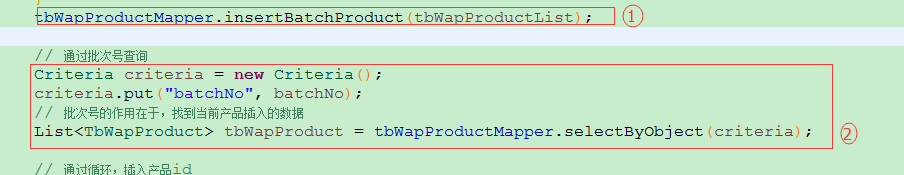 tbWapProductMapper.insertBatchProduct(tbWapProductList); ①
// 通过批次号查询
Criteria criteria = new Criteria();
criteria.put("batchNo", batchNo);
// 批次号的作用在于，找到当前产品插入的数据
List<TbWapProduct> tbWapProduct = tbWapProductMapper.selectByObject(criteria); ②
// 通过循环，插入产品id